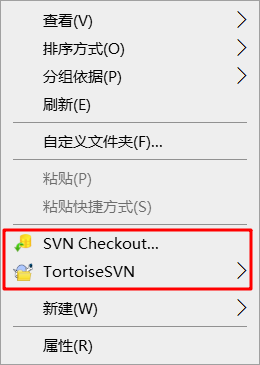 查看(V)
排序方式(O)
分组依据(P)
刷新(E)
自定义文件夹(F)...
粘贴(P)
粘贴快捷方式(S)
SVN Checkout...
TortoiseSVN
新建(W)
属性(R)